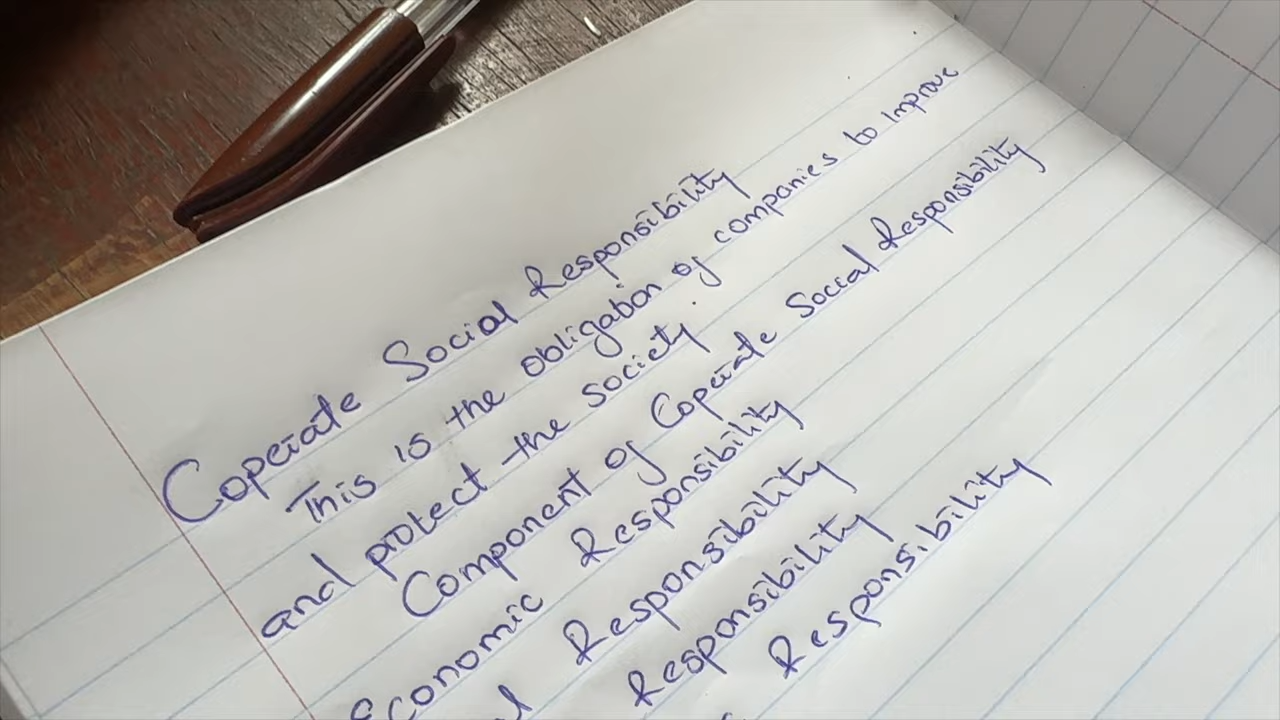 Coperate Social Responsibility
This is the obligation of companies to improve
and protect the society.
Component of Coperate Social Responsibility
Economic Responsibility
Responsibility
Responsibility
Responsibility